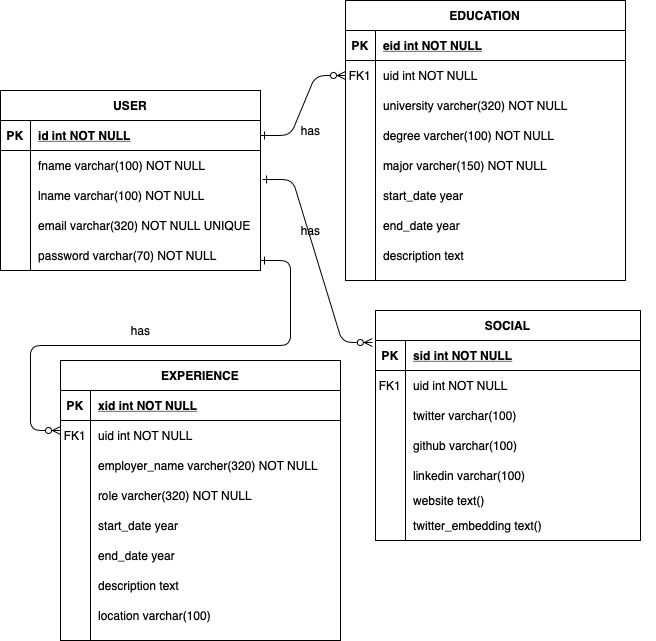 USER
PK id int NOT NULL
fname varchar(100) NOT NULL
lname varchar(100) NOT NULL
email varchar(320) NOT NULL UNIQUE
password varchar(70) NOT NULL
has
has
has
EDUCATION
PK eid int NOT NULL
FK1 uid int NOT NULL
university varchar(320) NOT NULL
degree varchar(100) NOT NULL
major varchar(150) NOT NULL
start_date year
end_date year
description text
SOCIAL
PK sid int NOT NULL
FK1 uid int NOT NULL
twitter varchar(100)
github varchar(100)
linkedin varchar(100)
website text()
twitter_embedding text()
EXPERIENCE
PK xid int NOT NULL
FK1 uid int NOT NULL
employer_name varcher(320) NOT NULL
role varcher(320) NOT NULL
start_date year
end_date year
description text
location varchar(100)